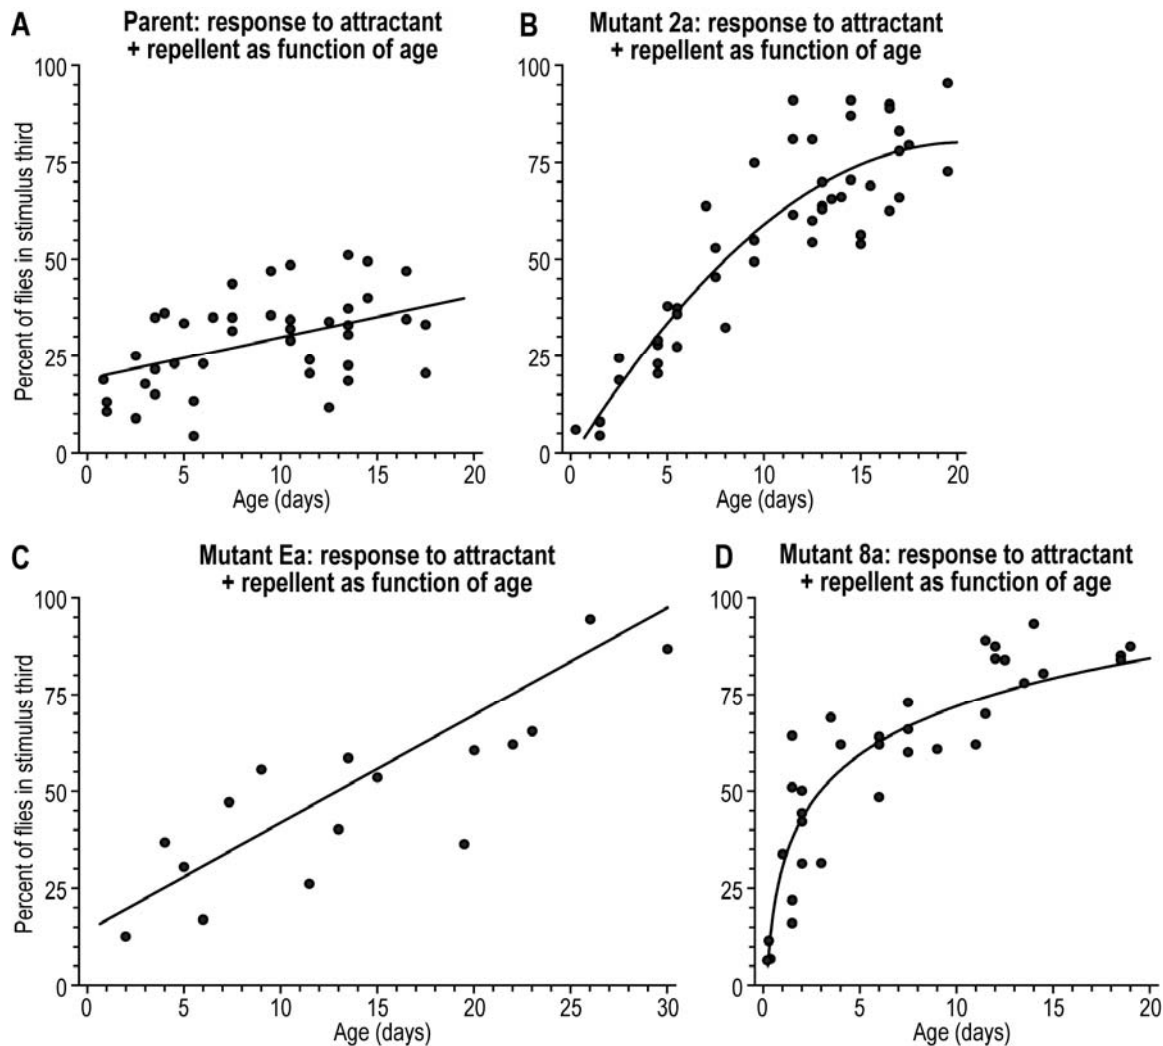 A
Parent: response to attractant
+ repellent as function of age
Percent of flies in stimulus third
100
75
50
25
0
0 5 10 15 20
Age (days)
B
Mutant 2a: response to attractant
+ repellent as function of age
100
75
50
25
0
0 5 10 15 20
Age (days)
C
Mutant Ea: response to attractant
+ repellent as function of age
Percent of flies in stimulus third
100
75
50
25
0
0 5 10 15 20 25 30
Age (days)
D
Mutant 8a: response to attractant
+ repellent as function of age
100
75
50
25
0
0 5 10 15 20
Age (days)